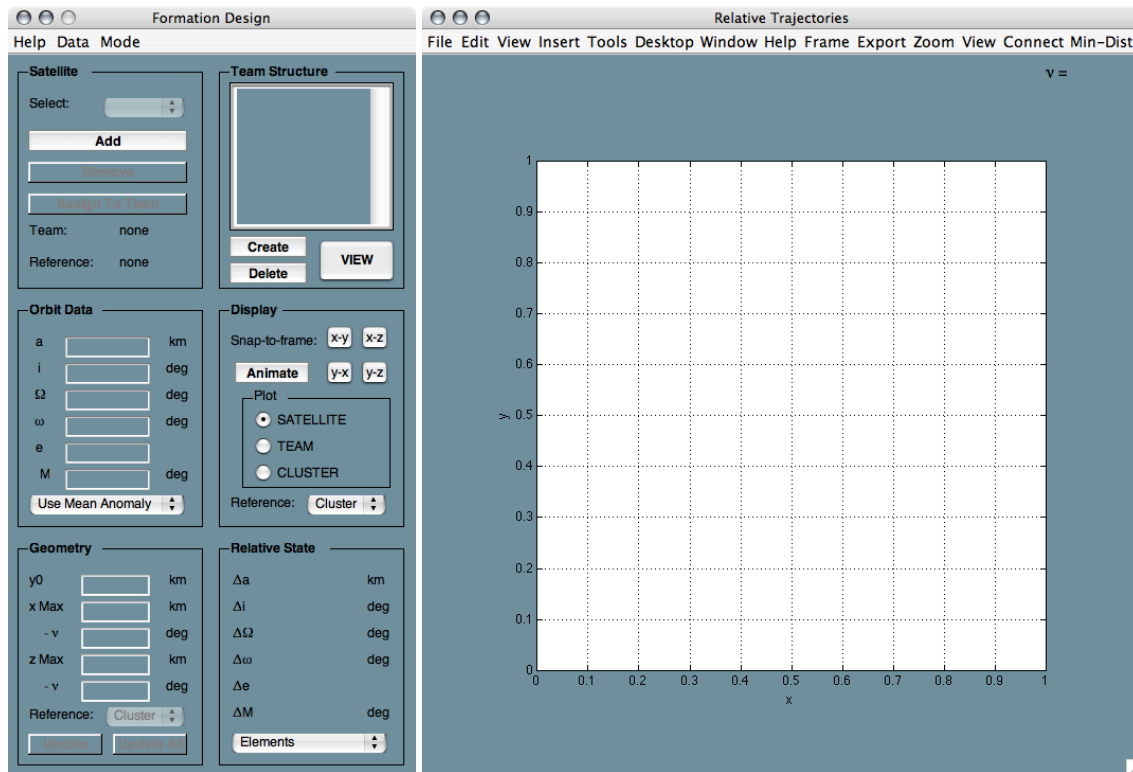 Formation Design
Help Data Mode
Satellite
Select:
Add
Remove
Assign To Team
Team: none
Reference: none
Team Structure
Create
Delete
VIEW
Orbit Data
a km
i deg
Ω deg
ω deg
e
M deg
Use Mean Anomaly
Display
Snap-to-frame: x-y x-z
Animate y-x y-z
Plot
SATELLITE
TEAM
CLUSTER
Reference: Cluster
Geometry
y0 km
x Max km
- ν deg
z Max km
- ν deg
Reference: Cluster
Update Update All
Relative State
Δa km
Δi deg
ΔΩ deg
Δω deg
Δe
ΔM deg
Elements
Relative Trajectories
File Edit View Insert Tools Desktop Window Help Frame Export Zoom View Connect Min-Dist
ν =
1
0.9
0.8
0.7
0.6
y 0.5
0.4
0.3
0.2
0.1
0
0 0.1 0.2 0.3 0.4 0.5 0.6 0.7 0.8 0.9 1
x